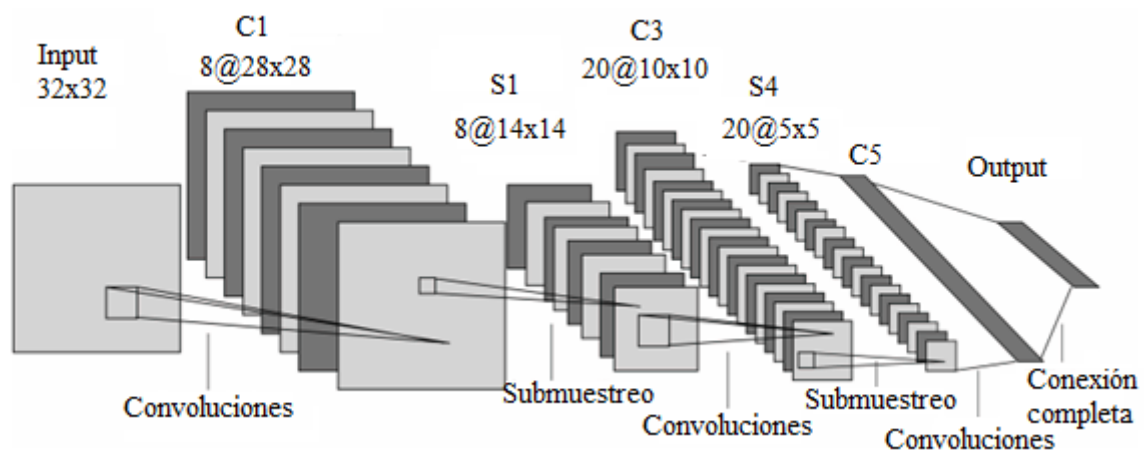 Input
32x32
C1
8@28x28
S1
8@14x14
C3
20@10x10
S4
20@5x5
C5
Output
Convoluciones
Submuestreo
Convoluciones
Submuestreo
Convoluciones
Conexión
completa